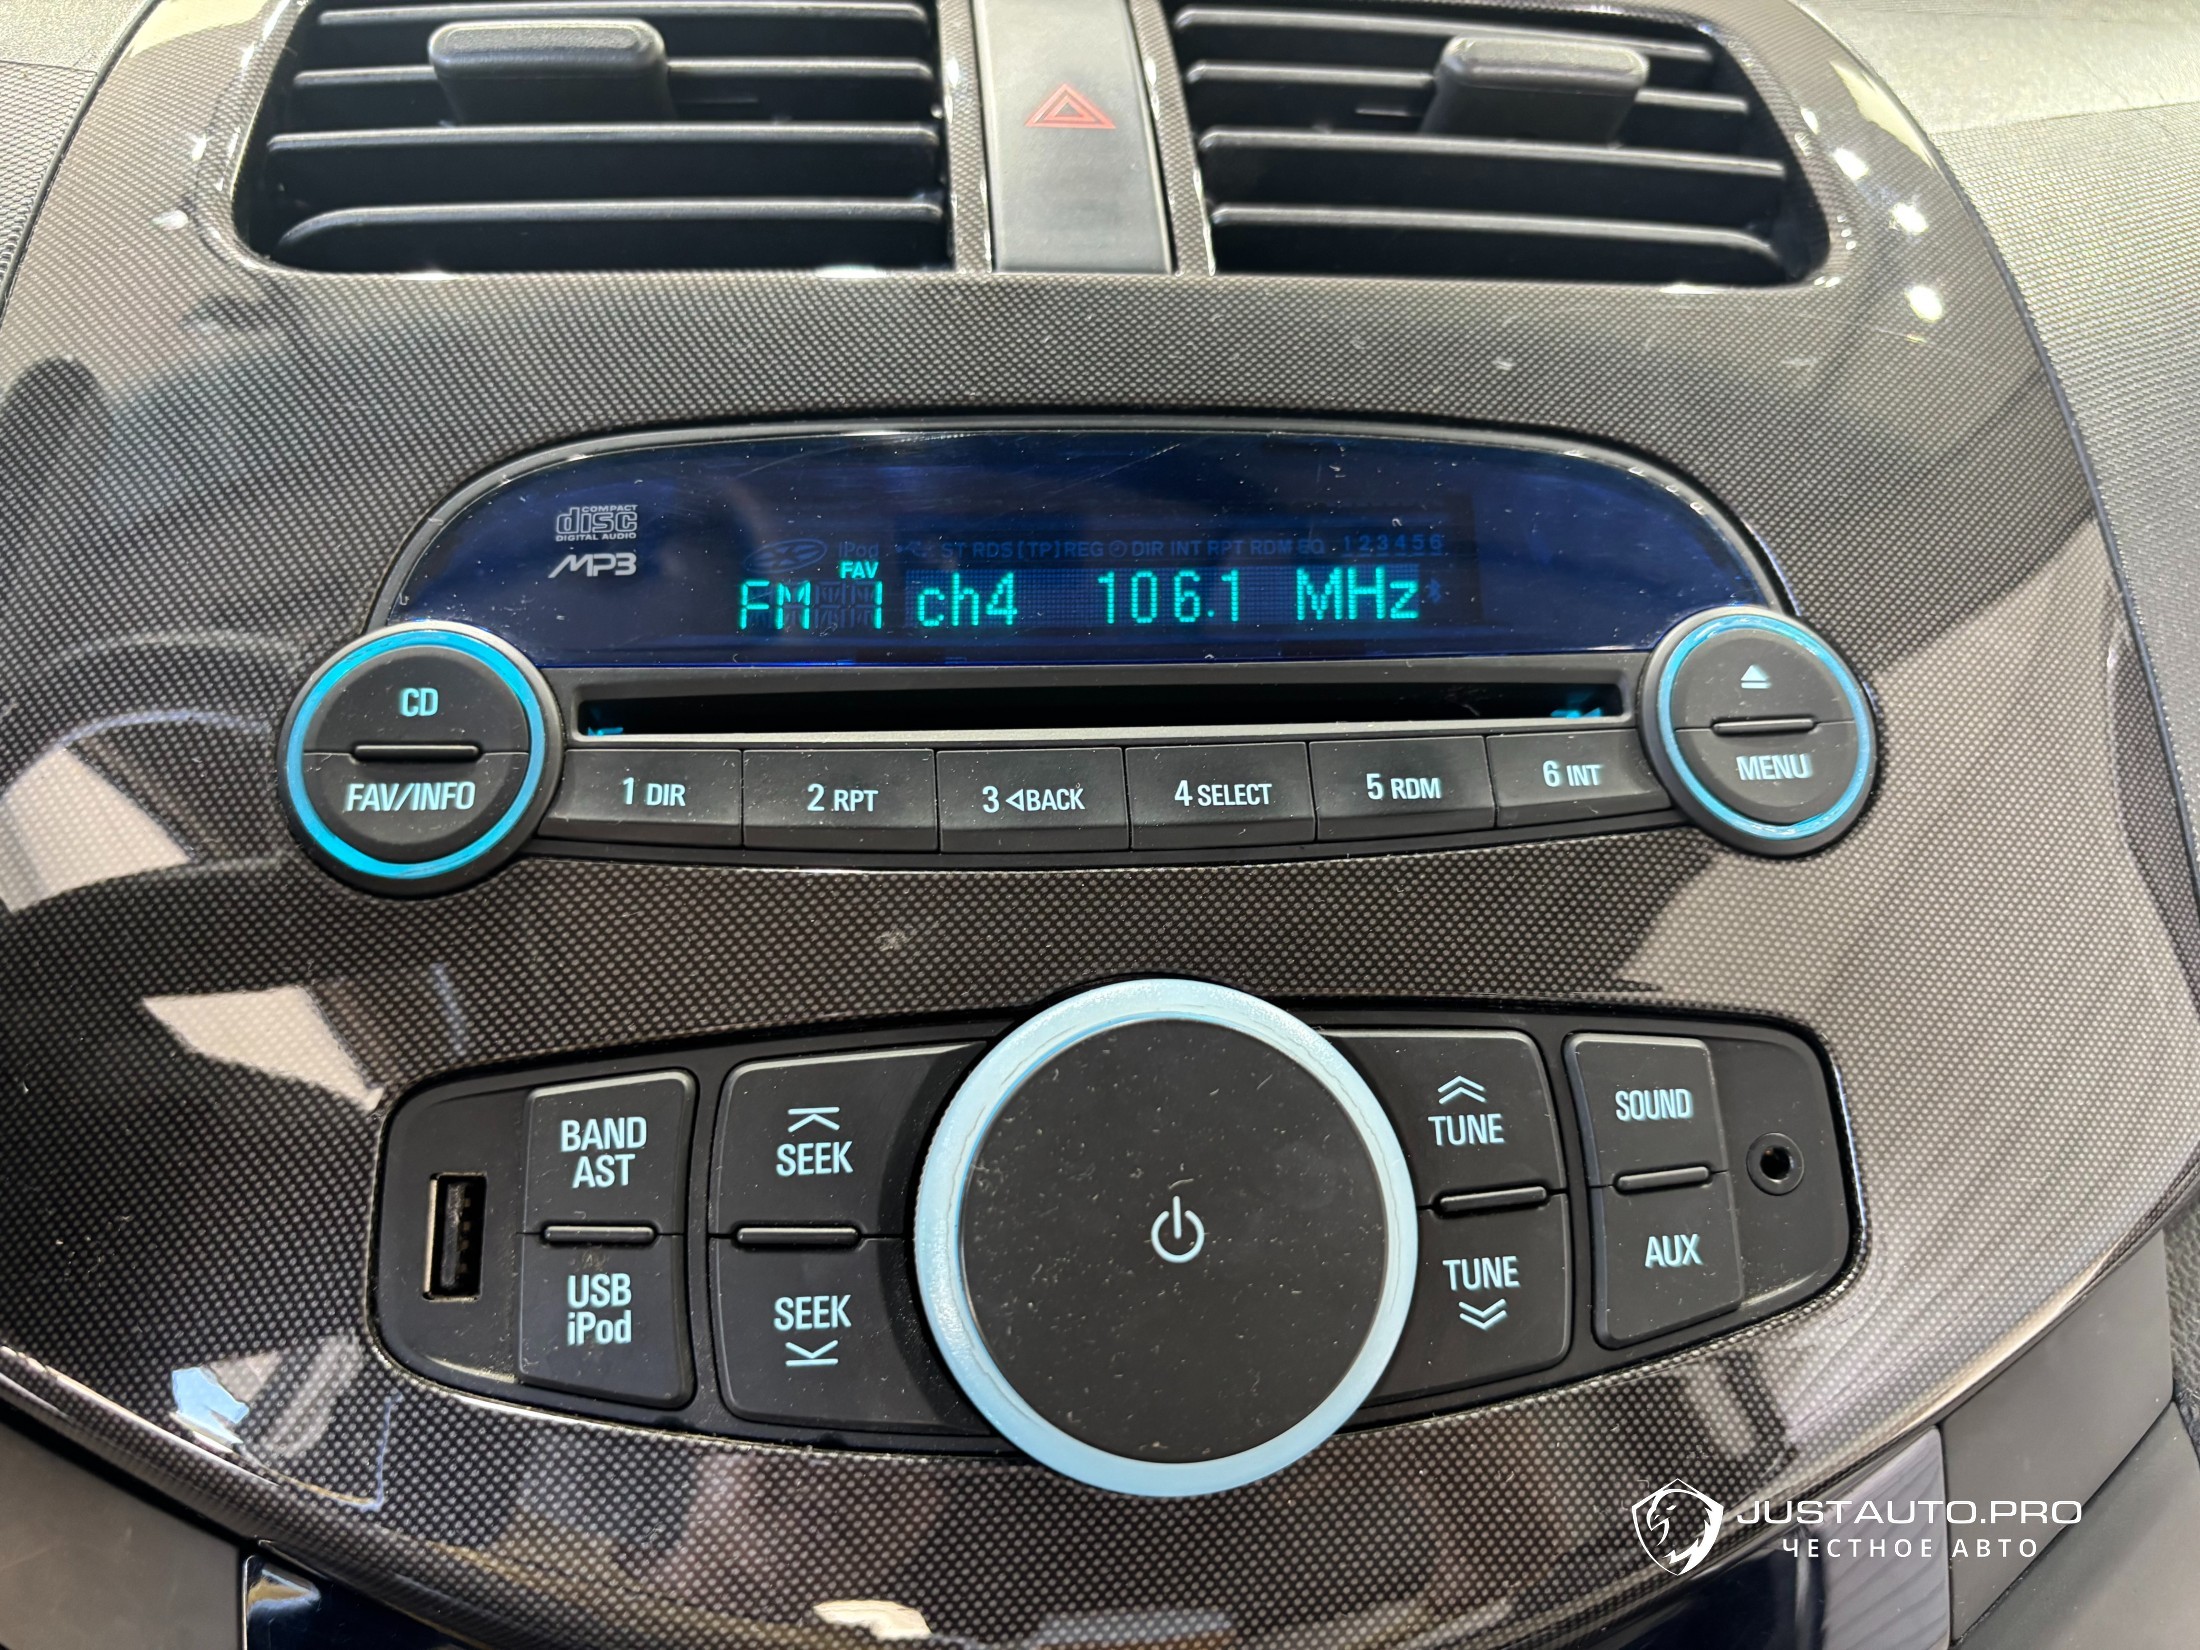 COMPACT
disc
DIGITAL AUDIO
MP3
iPod ST RDS [TP] REG DIR INT RPT RDM EQ 1 2 3 4 5 6
FAV
FM 1 ch4 106.1 MHz
CD
FAV/INFO
1 DIR
2 RPT
3 ◁BACK
4 SELECT
5 RDM
6 INT
MENU
BAND
AST
SEEK
TUNE
SOUND
USB
iPod
SEEK
TUNE
AUX
JUSTAUTO.PRO
ЧЕСТНОЕ АВТО